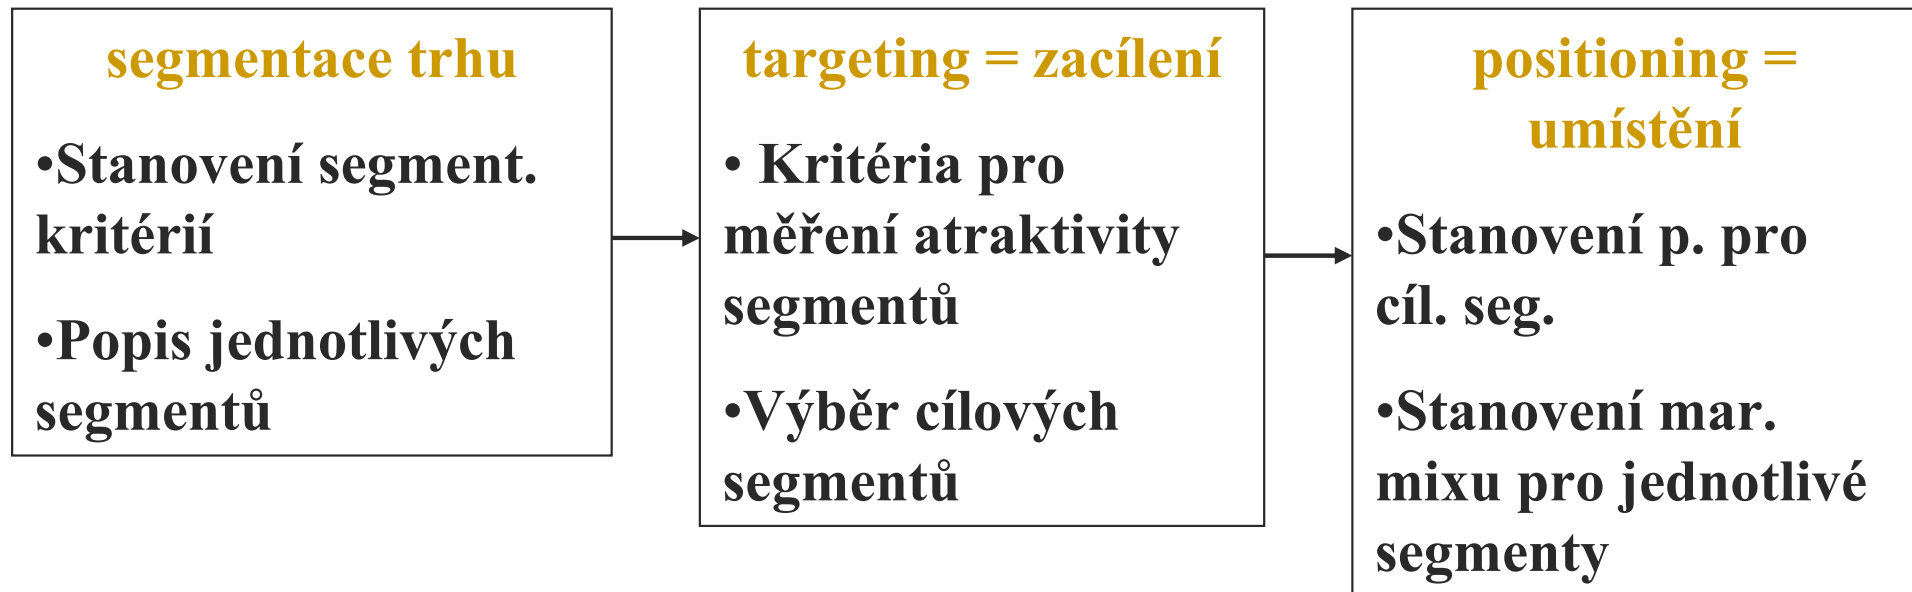 segmentace trhu
•Stanovení segment.
kritérií
•Popis jednotlivých
segmentů
targeting = zacílení
• Kritéria pro
měření atraktivity
segmentů
•Výběr cílových
segmentů
positioning =
umístění
•Stanovení p. pro
cíl. seg.
•Stanovení mar.
mixu pro jednotlivé
segmenty